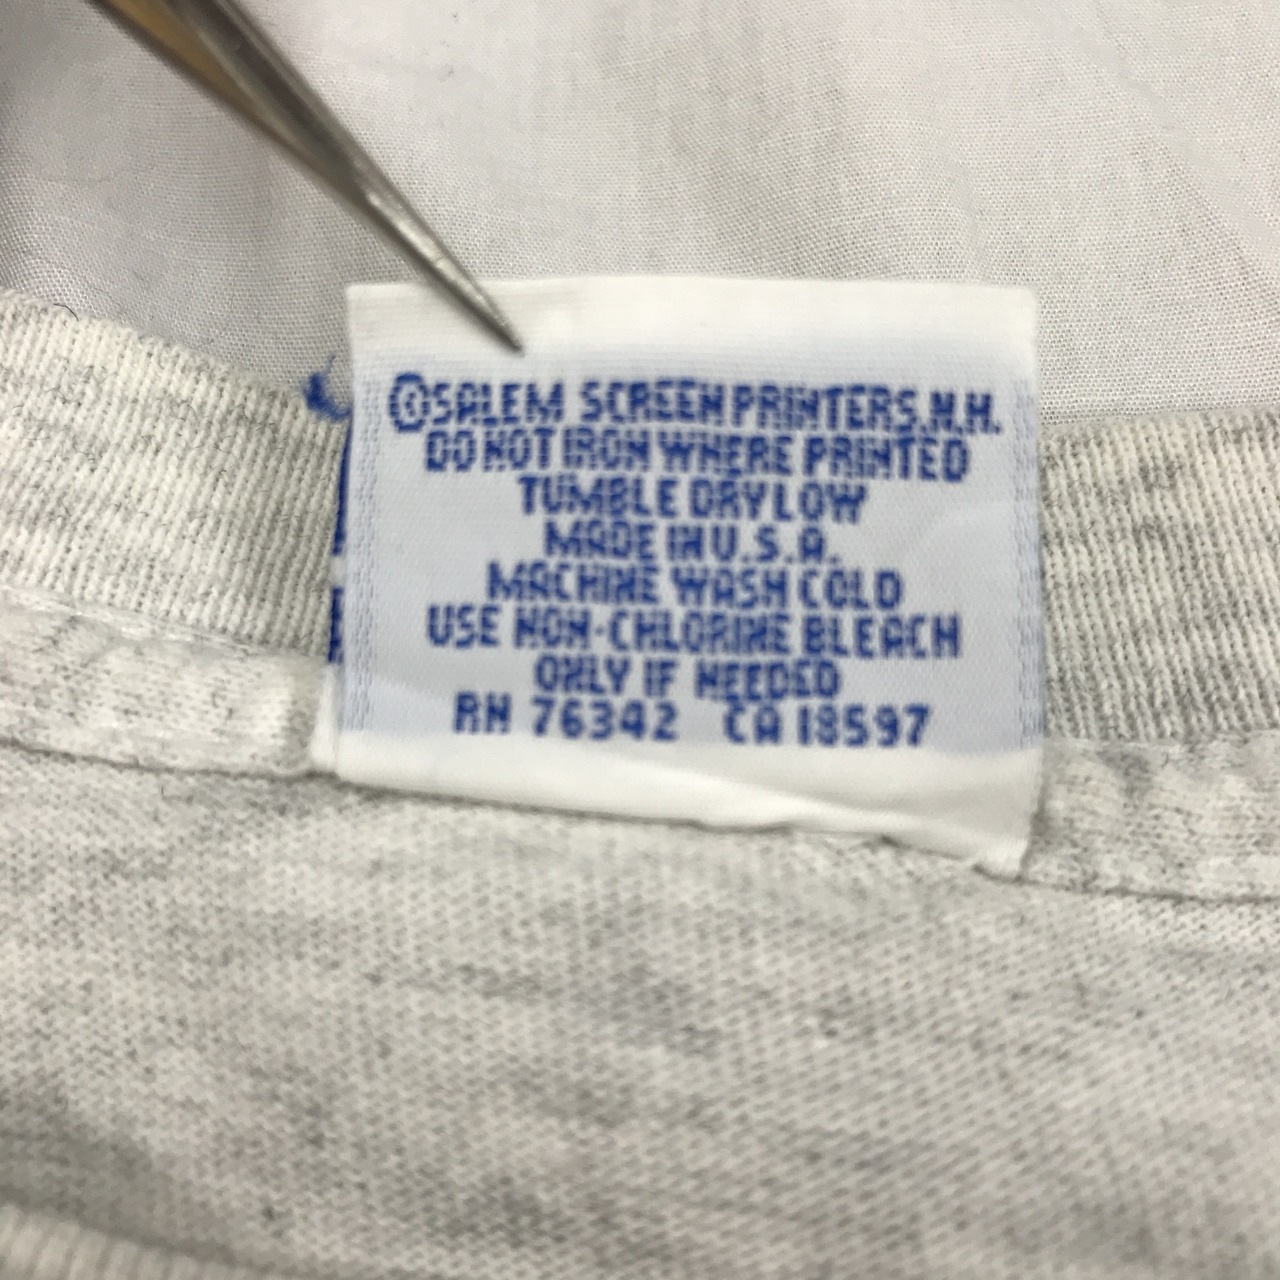 ©SALEM SCREEN PRINTERS, N.H.
DO NOT IRON WHERE PRINTED
TUMBLE DRY LOW
MADE IN U.S.A.
MACHINE WASH COLD
USE NON-CHLORINE BLEACH
ONLY IF NEEDED
RN 76342 CA 18597